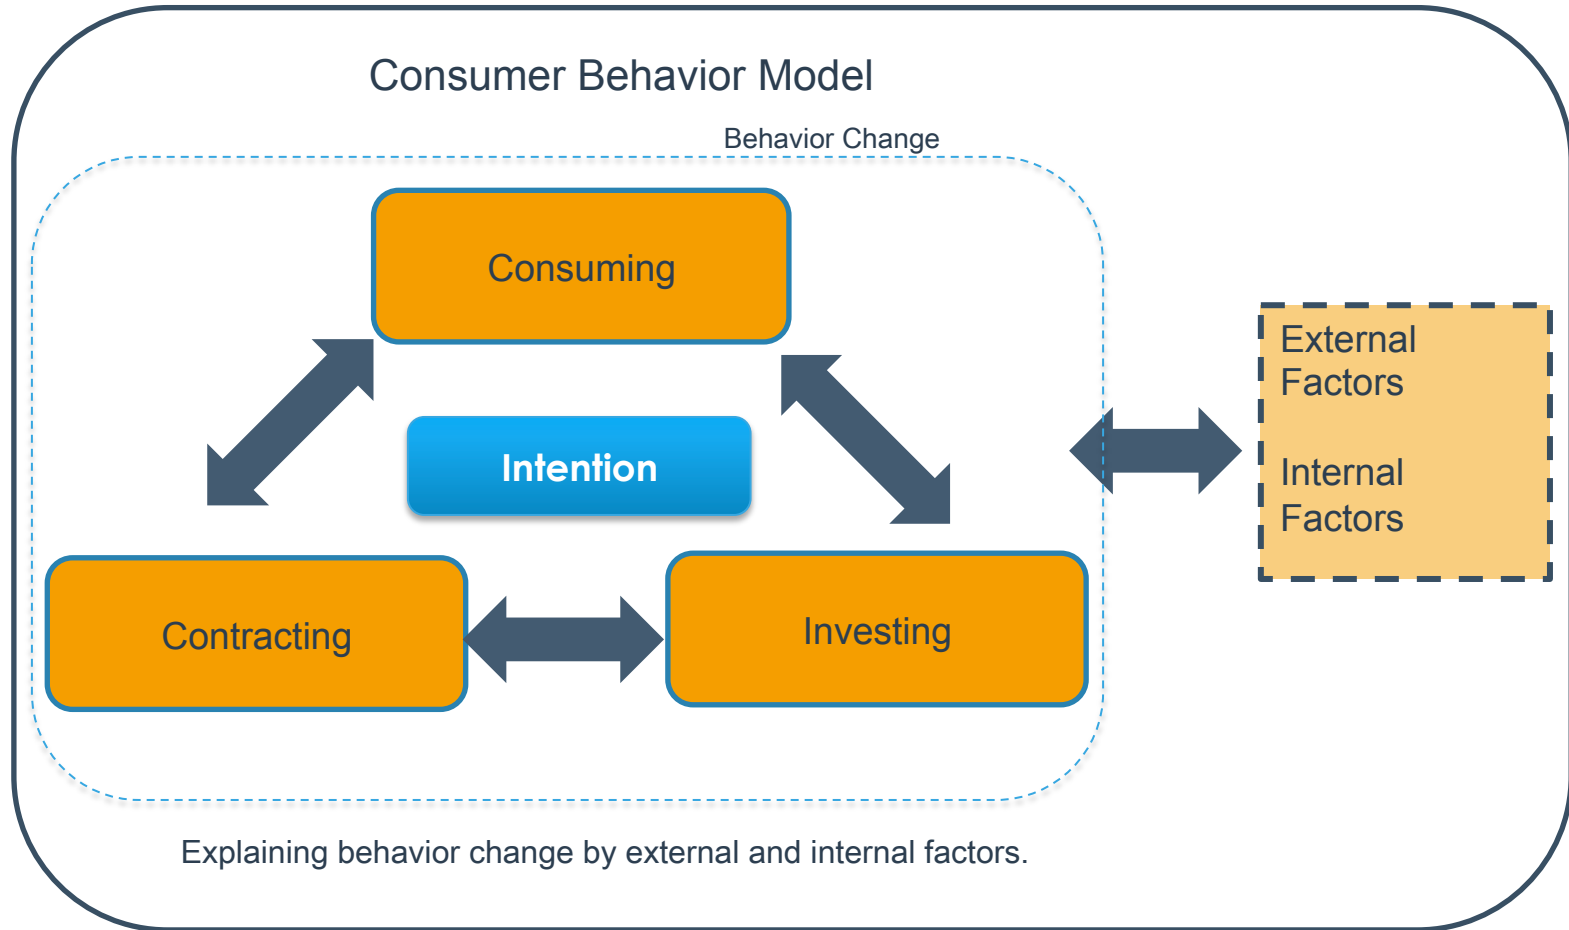 Consumer Behavior Model
Behavior Change
Consuming
Intention
Contracting
Investing
External
Factors
Internal
Factors
Explaining behavior change by external and internal factors.